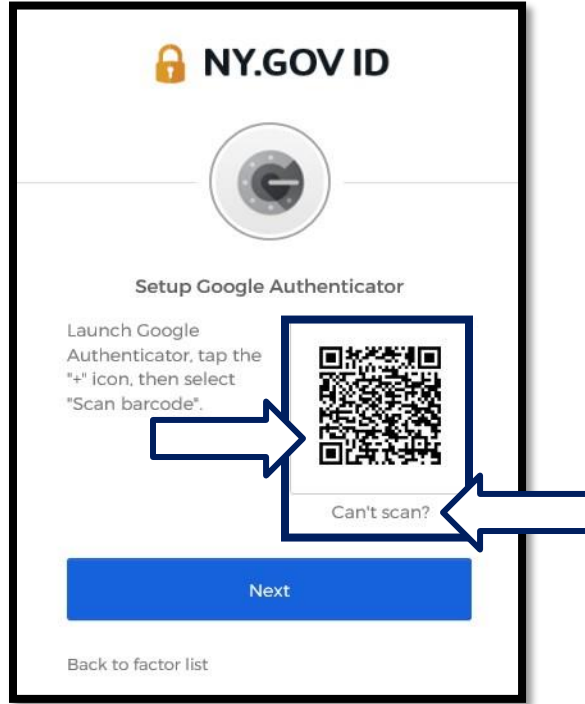 NY.GOV ID
Setup Google Authenticator
Launch Google
Authenticator, tap the
"+" icon, then select
"Scan barcode".
Can't scan?
Next
Back to factor list